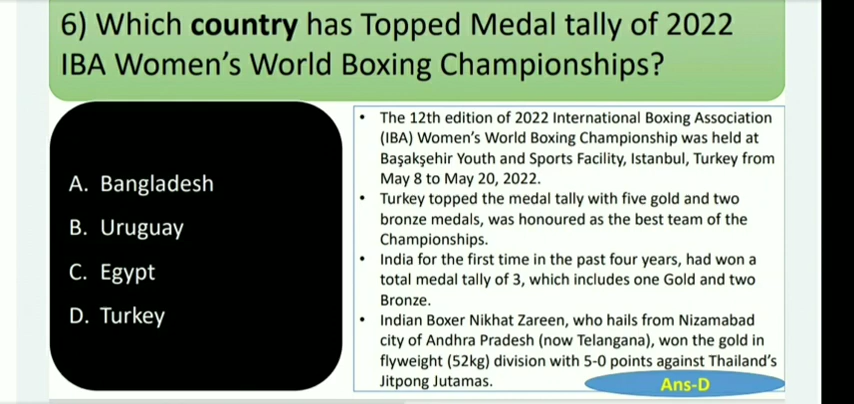 6) Which country has Topped Medal tally of 2022
IBA Women's World Boxing Championships?
A. Bangladesh
B. Uruguay
C. Egypt
D. Turkey
• The 12th edition of 2022 International Boxing Association
(IBA) Women's World Boxing Championship was held at
Başakşehir Youth and Sports Facility, Istanbul, Turkey from
May 8 to May 20, 2022.
• Turkey topped the medal tally with five gold and two
bronze medals, was honoured as the best team of the
Championships.
• India for the first time in the past four years, had won a
total medal tally of 3, which includes one Gold and two
Bronze.
• Indian Boxer Nikhat Zareen, who hails from Nizamabad
city of Andhra Pradesh (now Telangana), won the gold in
flyweight (52kg) division with 5-0 points against Thailand's
Jitpong Jutamas.
Ans-D